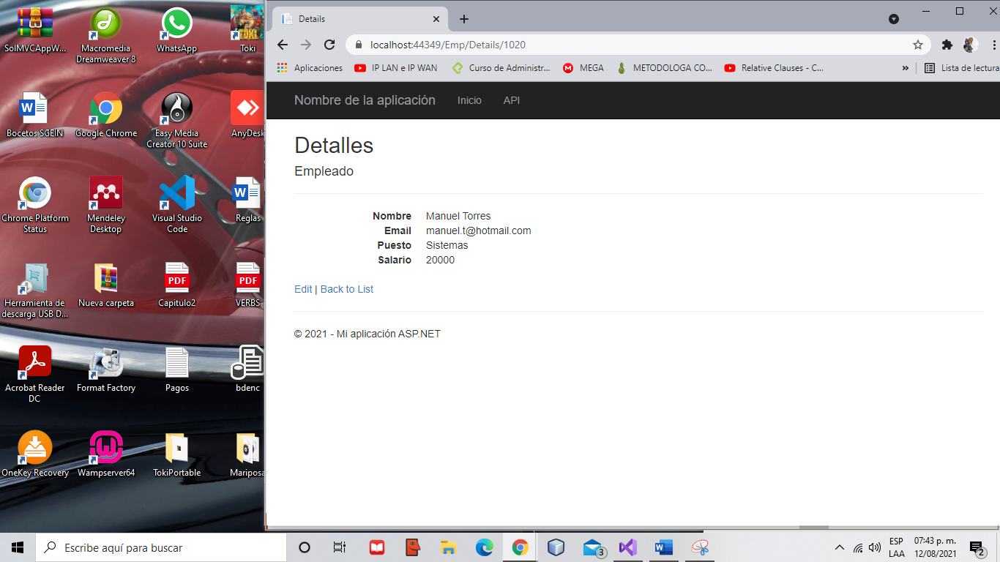 SolMVCAppW...
Macromedia
Dreamweaver 8
WhatsApp
Toki
Bocetos SGEIN
Google Chrome
Easy Media
Creator 10 Suite
AnyDesk
Chrome Platform
Status
Mendeley
Desktop
Visual Studio
Code
Reglas
Herramienta de
descarga USB D...
Nueva carpeta
PDF
Capitulo2
PDF
VERBS
Acrobat Reader
DC
Format Factory
Pagos
bdenc
OneKey Recovery
Wampserver64
TokiPortable
Mariposa
Details
localhost:44349/Emp/Details/1020
Aplicaciones
IP LAN e IP WAN
Curso de Administr...
MEGA
METODOLOGA CO...
Relative Clauses - C...
»
Lista de lectura
Nombre de la aplicación
Inicio
API
Detalles
Empleado
Nombre Manuel Torres
Email manuel.t@hotmail.com
Puesto Sistemas
Salario 20000
Edit | Back to List
© 2021 - Mi aplicación ASP.NET
Escribe aquí para buscar
3
ESP
LAA
07:43 p. m.
12/08/2021
2